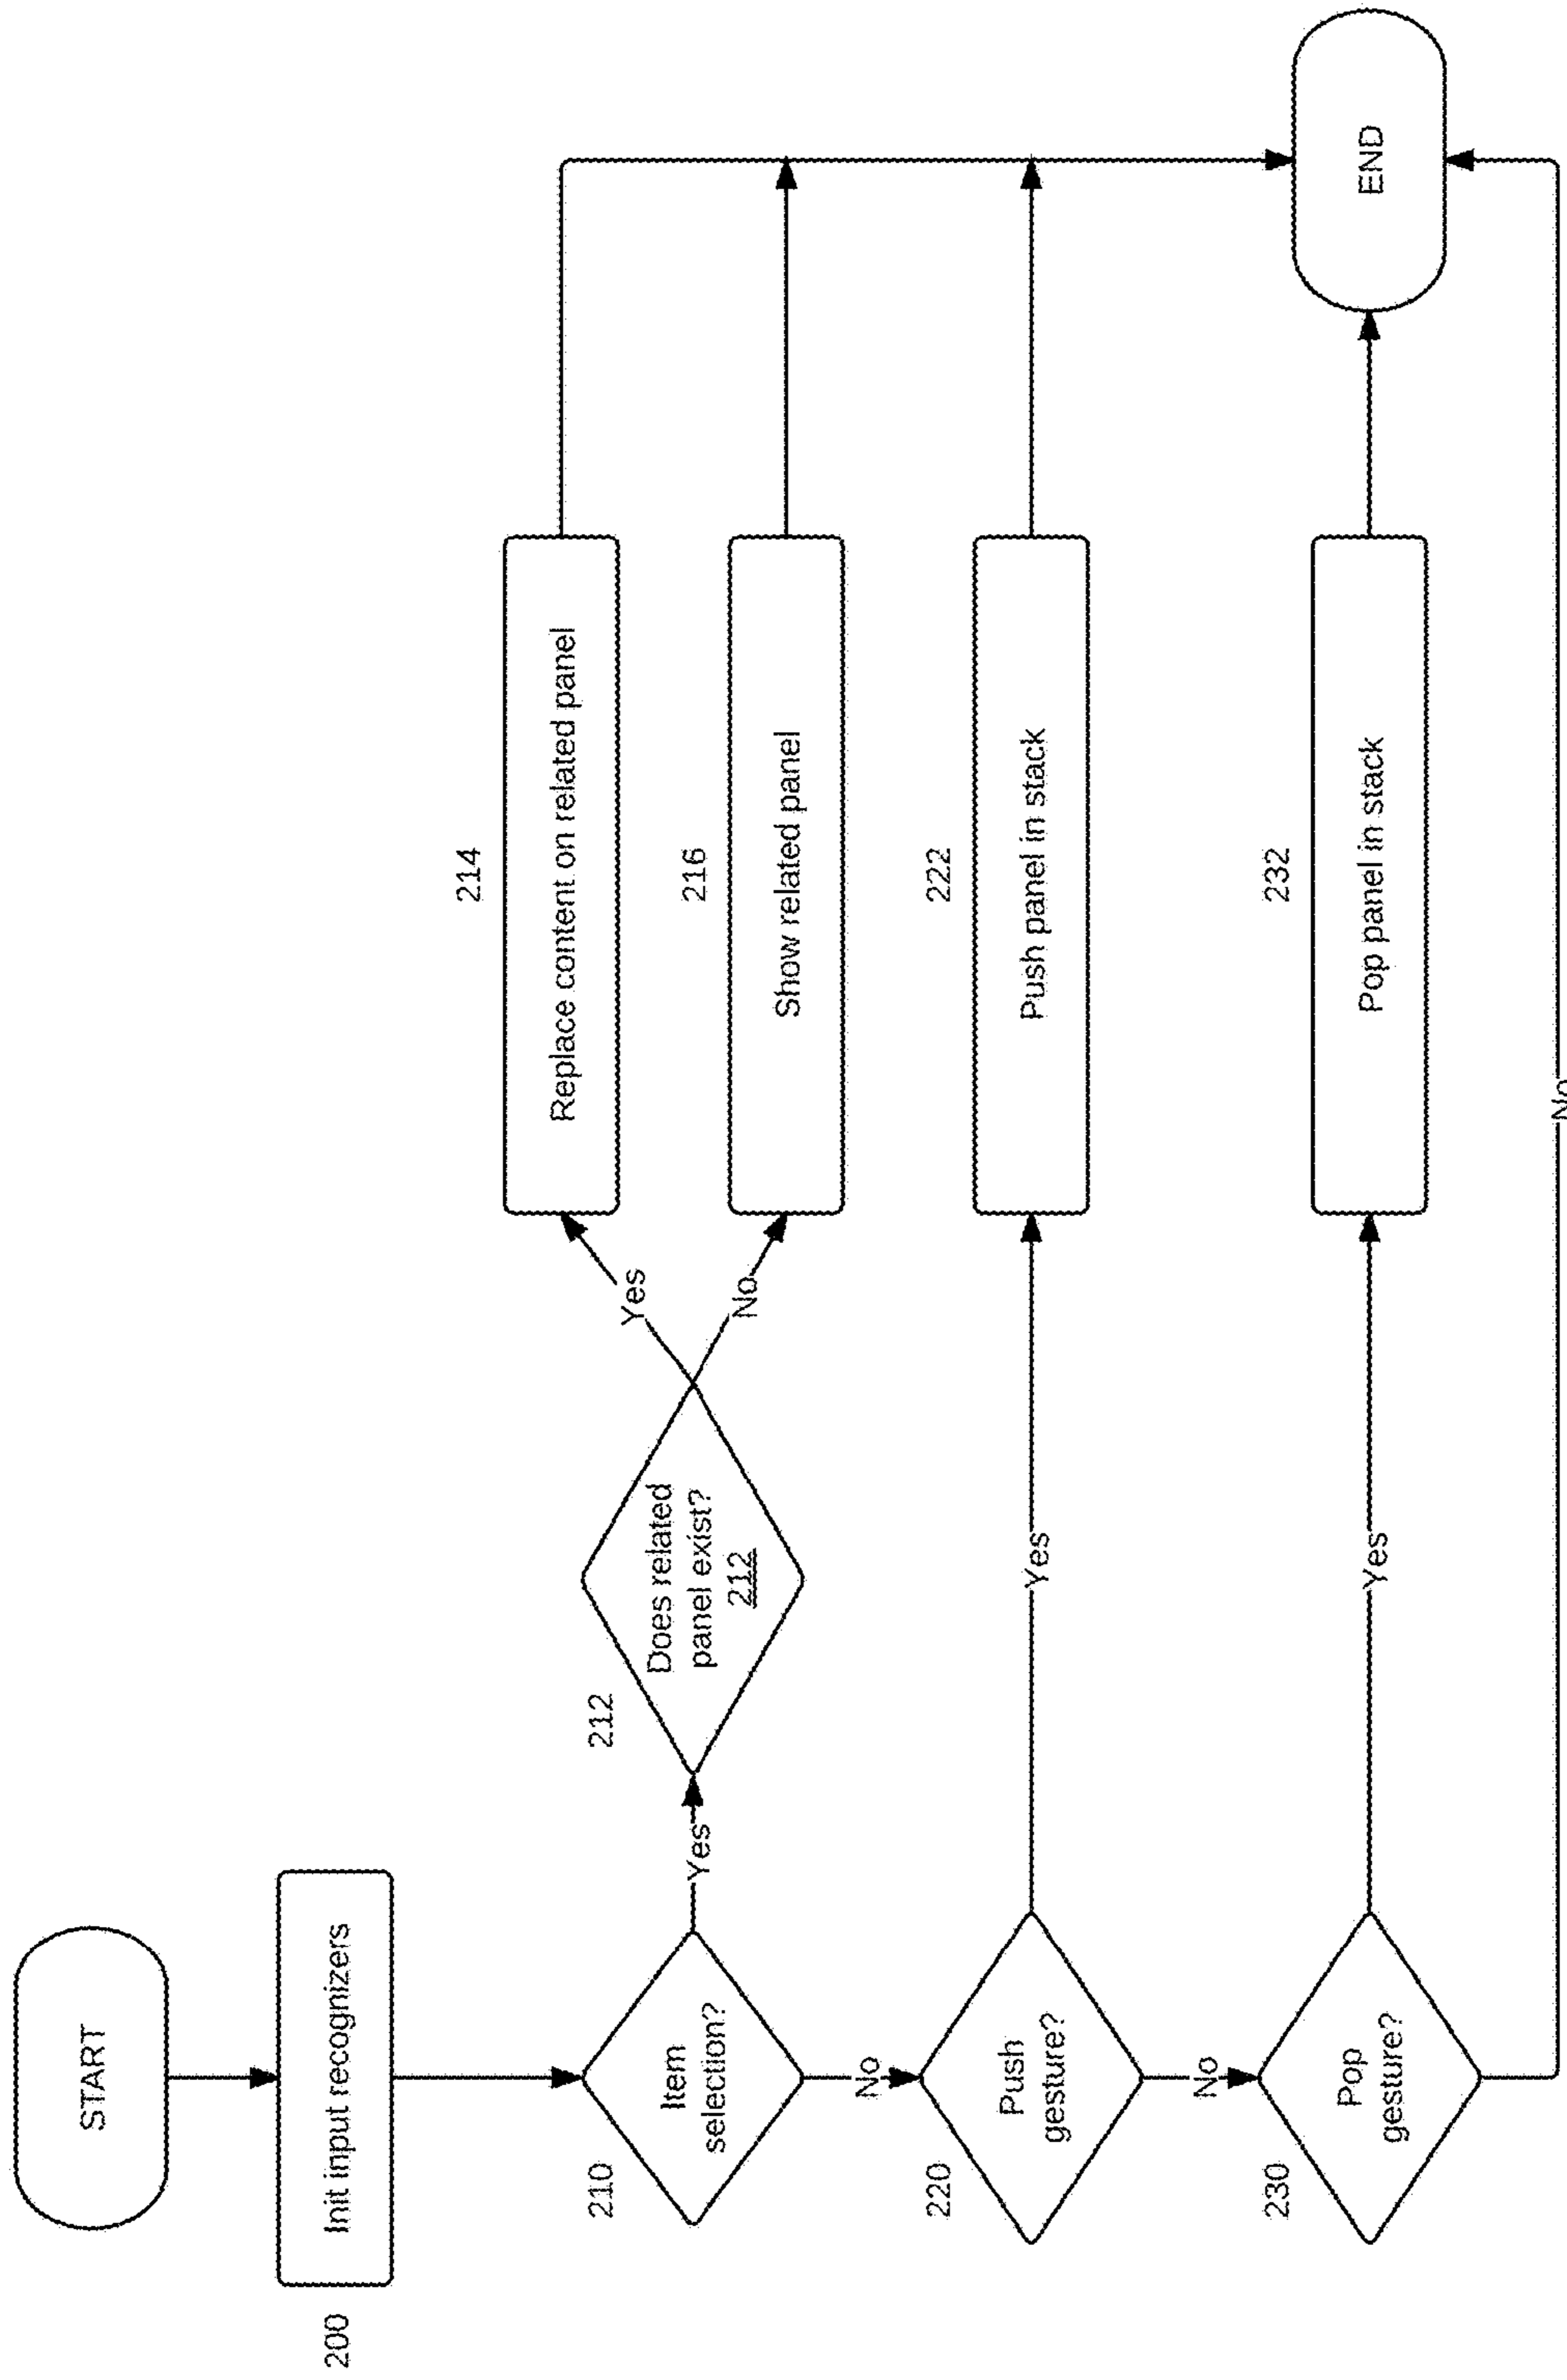 START
200
Init input recognizers
210
Item
selection?
Yes
212
Does related
panel exist?
212
Yes
214
Replace content on related panel
No
216
Show related panel
No
220
Push
gesture?
Yes
222
Push panel in stack
No
230
Pop
gesture?
Yes
232
Pop panel in stack
END
No